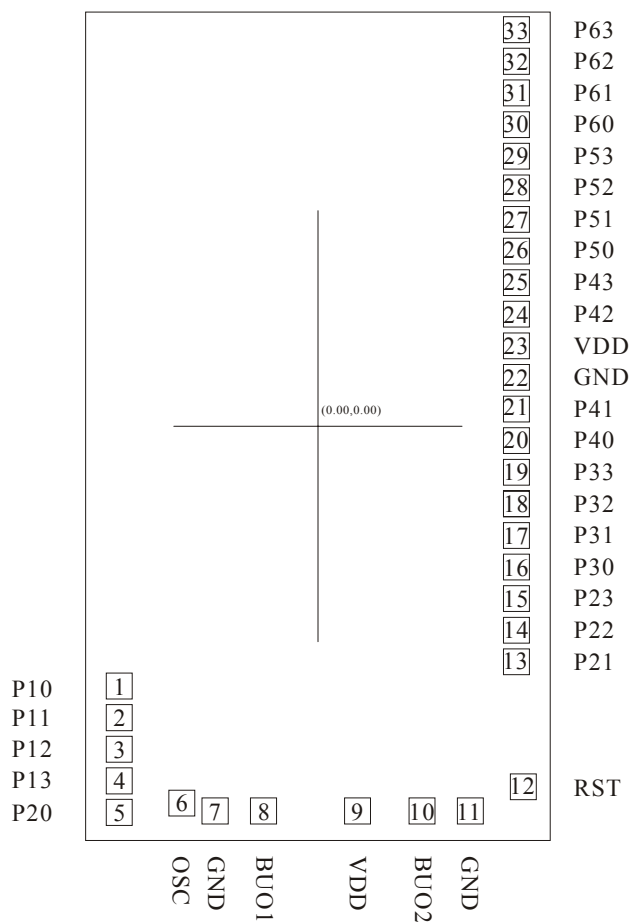 33 P63
32 P62
31 P61
30 P60
29 P53
28 P52
27 P51
26 P50
25 P43
24 P42
23 VDD
22 GND
(0.00,0.00)
21 P41
20 P40
19 P33
18 P32
17 P31
16 P30
15 P23
14 P22
13 P21
P10 1
P11 2
P12 3
P13 4
P20 5
6 7 8 9 10 11
12 RST
OSC
GND
BUO1
VDD
BUO2
GND